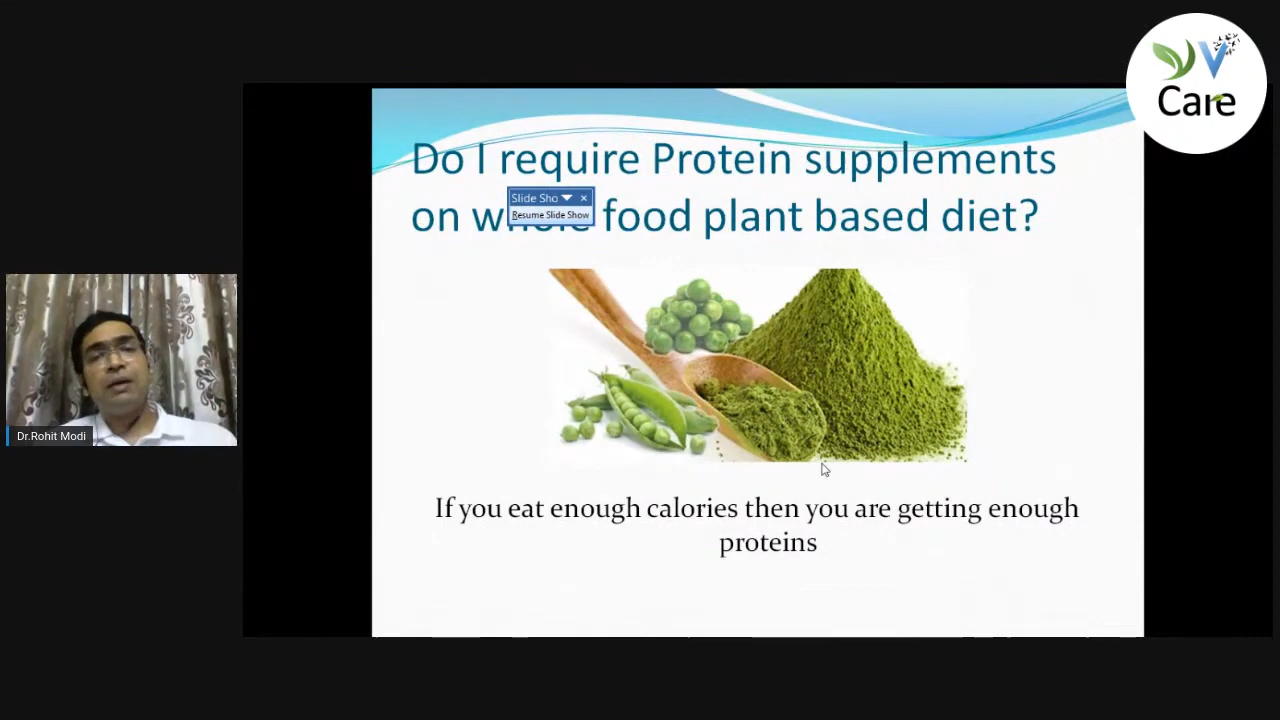 V
Care
Do I require Protein supplements
on whole food plant based diet?
Slide Sho
Resume Slide Show
If you eat enough calories then you are getting enough
proteins
Dr.Rohit Modi